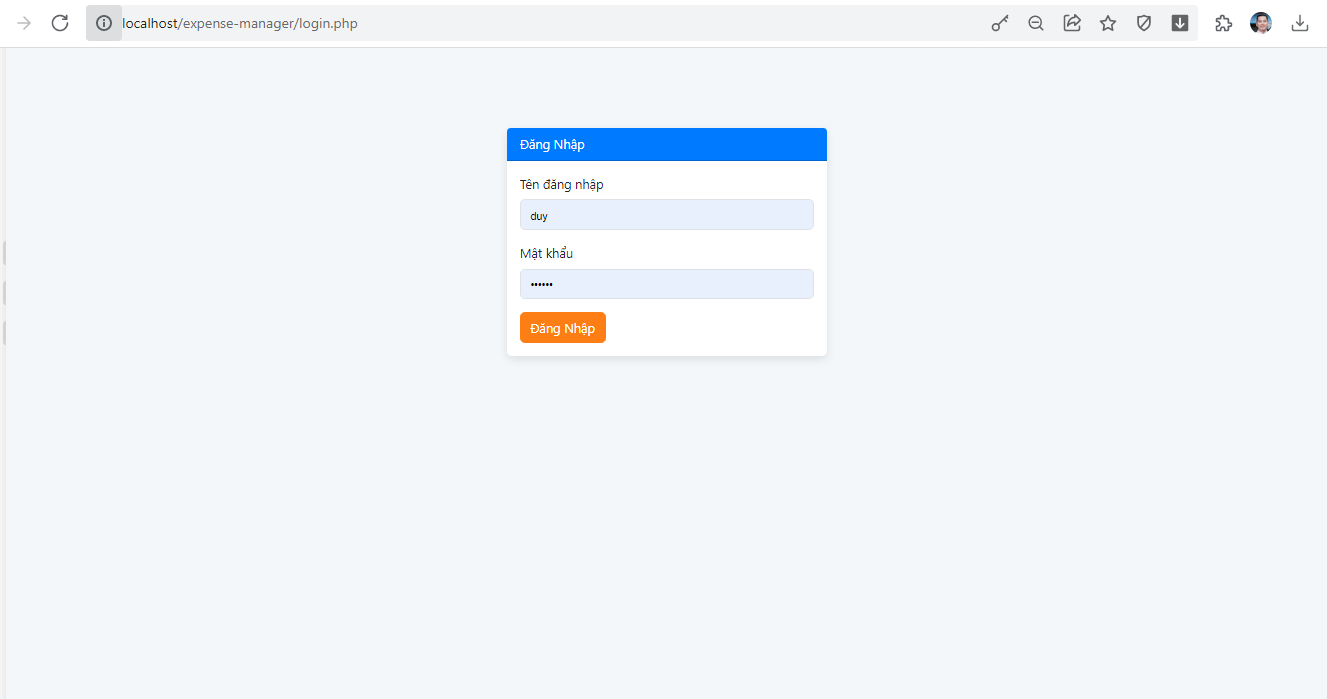 localhost/expense-manager/login.php
Đăng Nhập
Tên đăng nhập
duy
Mật khẩu
••••••
Đăng Nhập